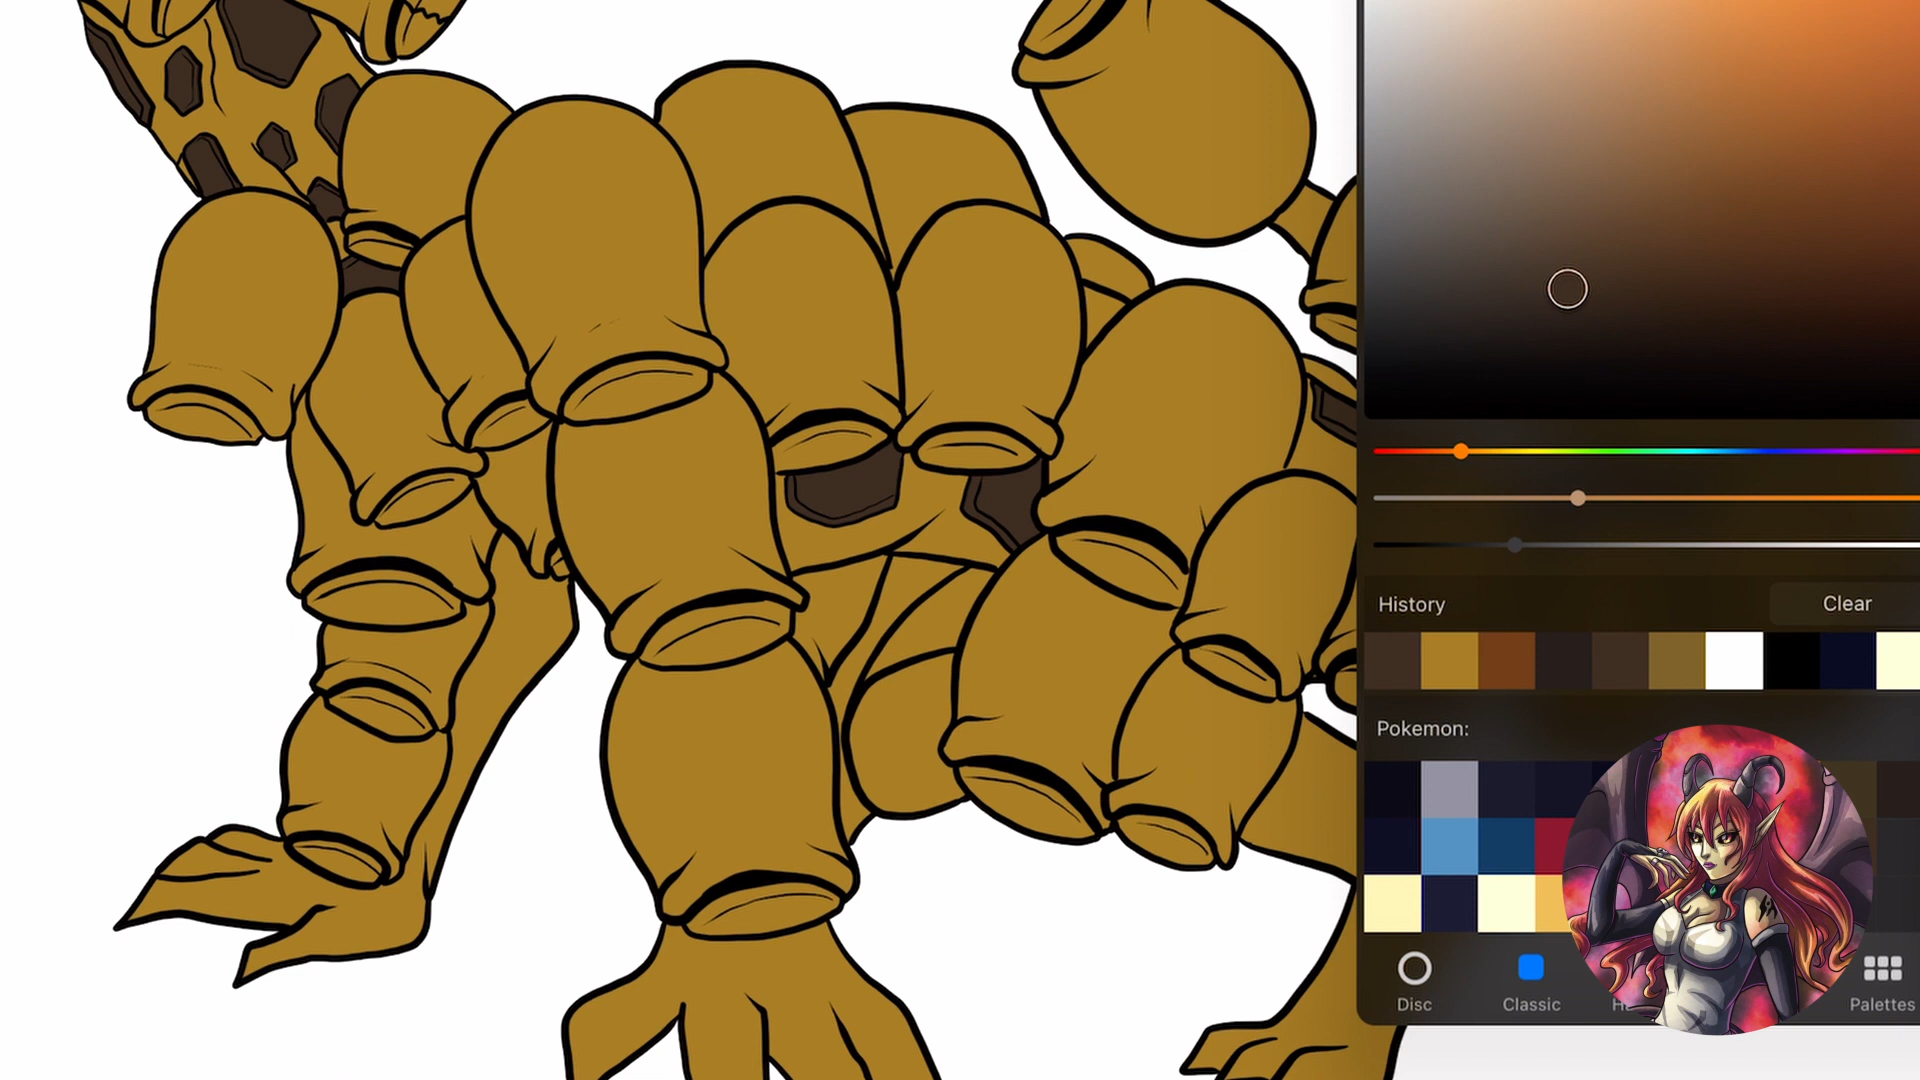 History
Clear
Pokemon:
Disc
Classic
Palettes